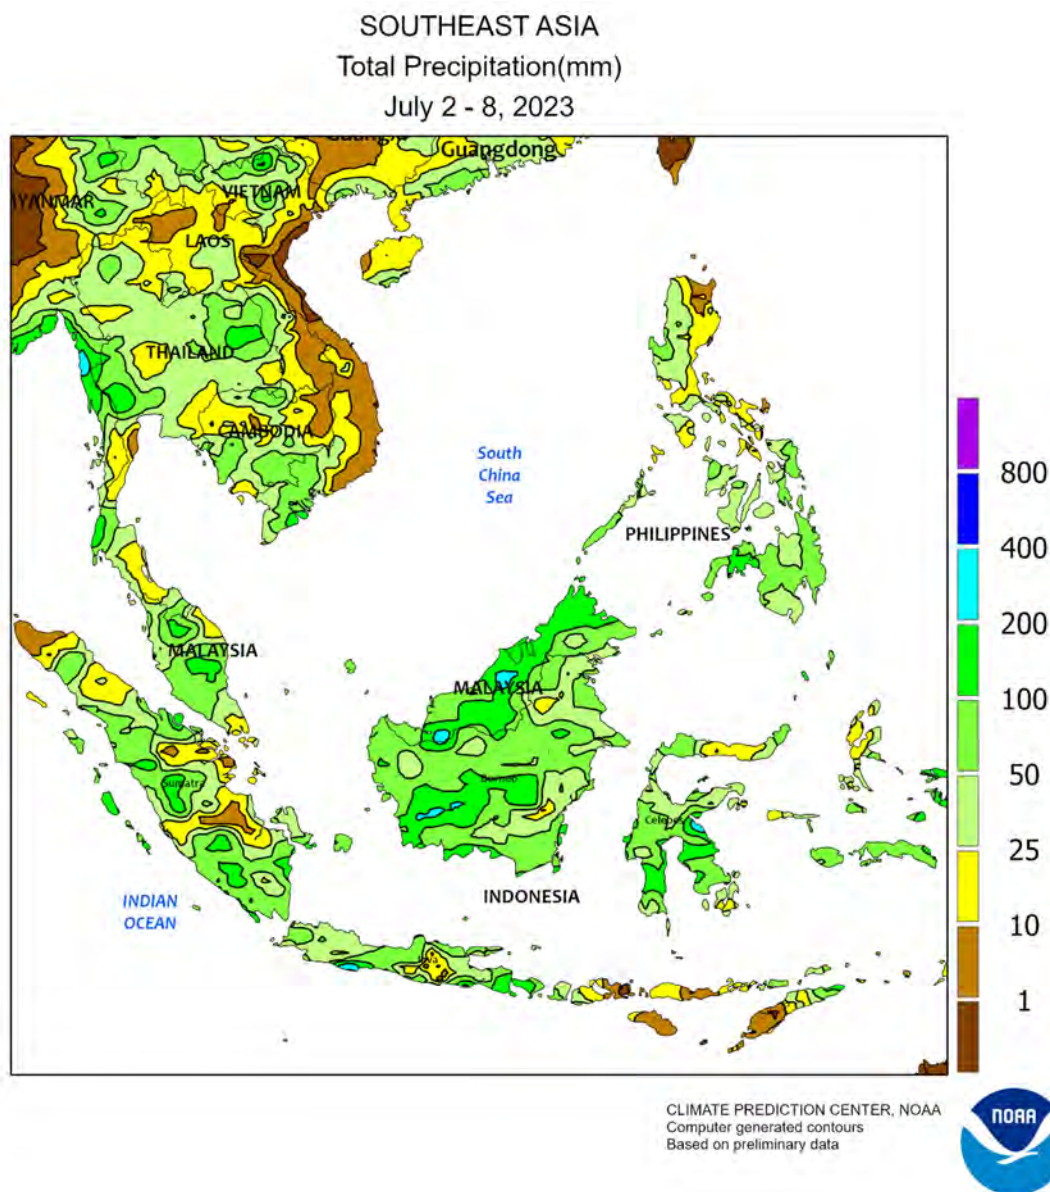 SOUTHEAST ASIA
Total Precipitation(mm)
July 2 - 8, 2023
Guangdong
VIETNAM
YANMAR
LAOS
THAILAND
CAMBODIA
South
China
Sea
PHILIPPINES
MALAYSIA
MALAYSIA
Borneo
Sumatra
Celebes
INDONESIA
INDIAN
OCEAN
800
400
200
100
50
25
10
1
CLIMATE PREDICTION CENTER, NOAA
Computer generated contours
Based on preliminary data
NOAA